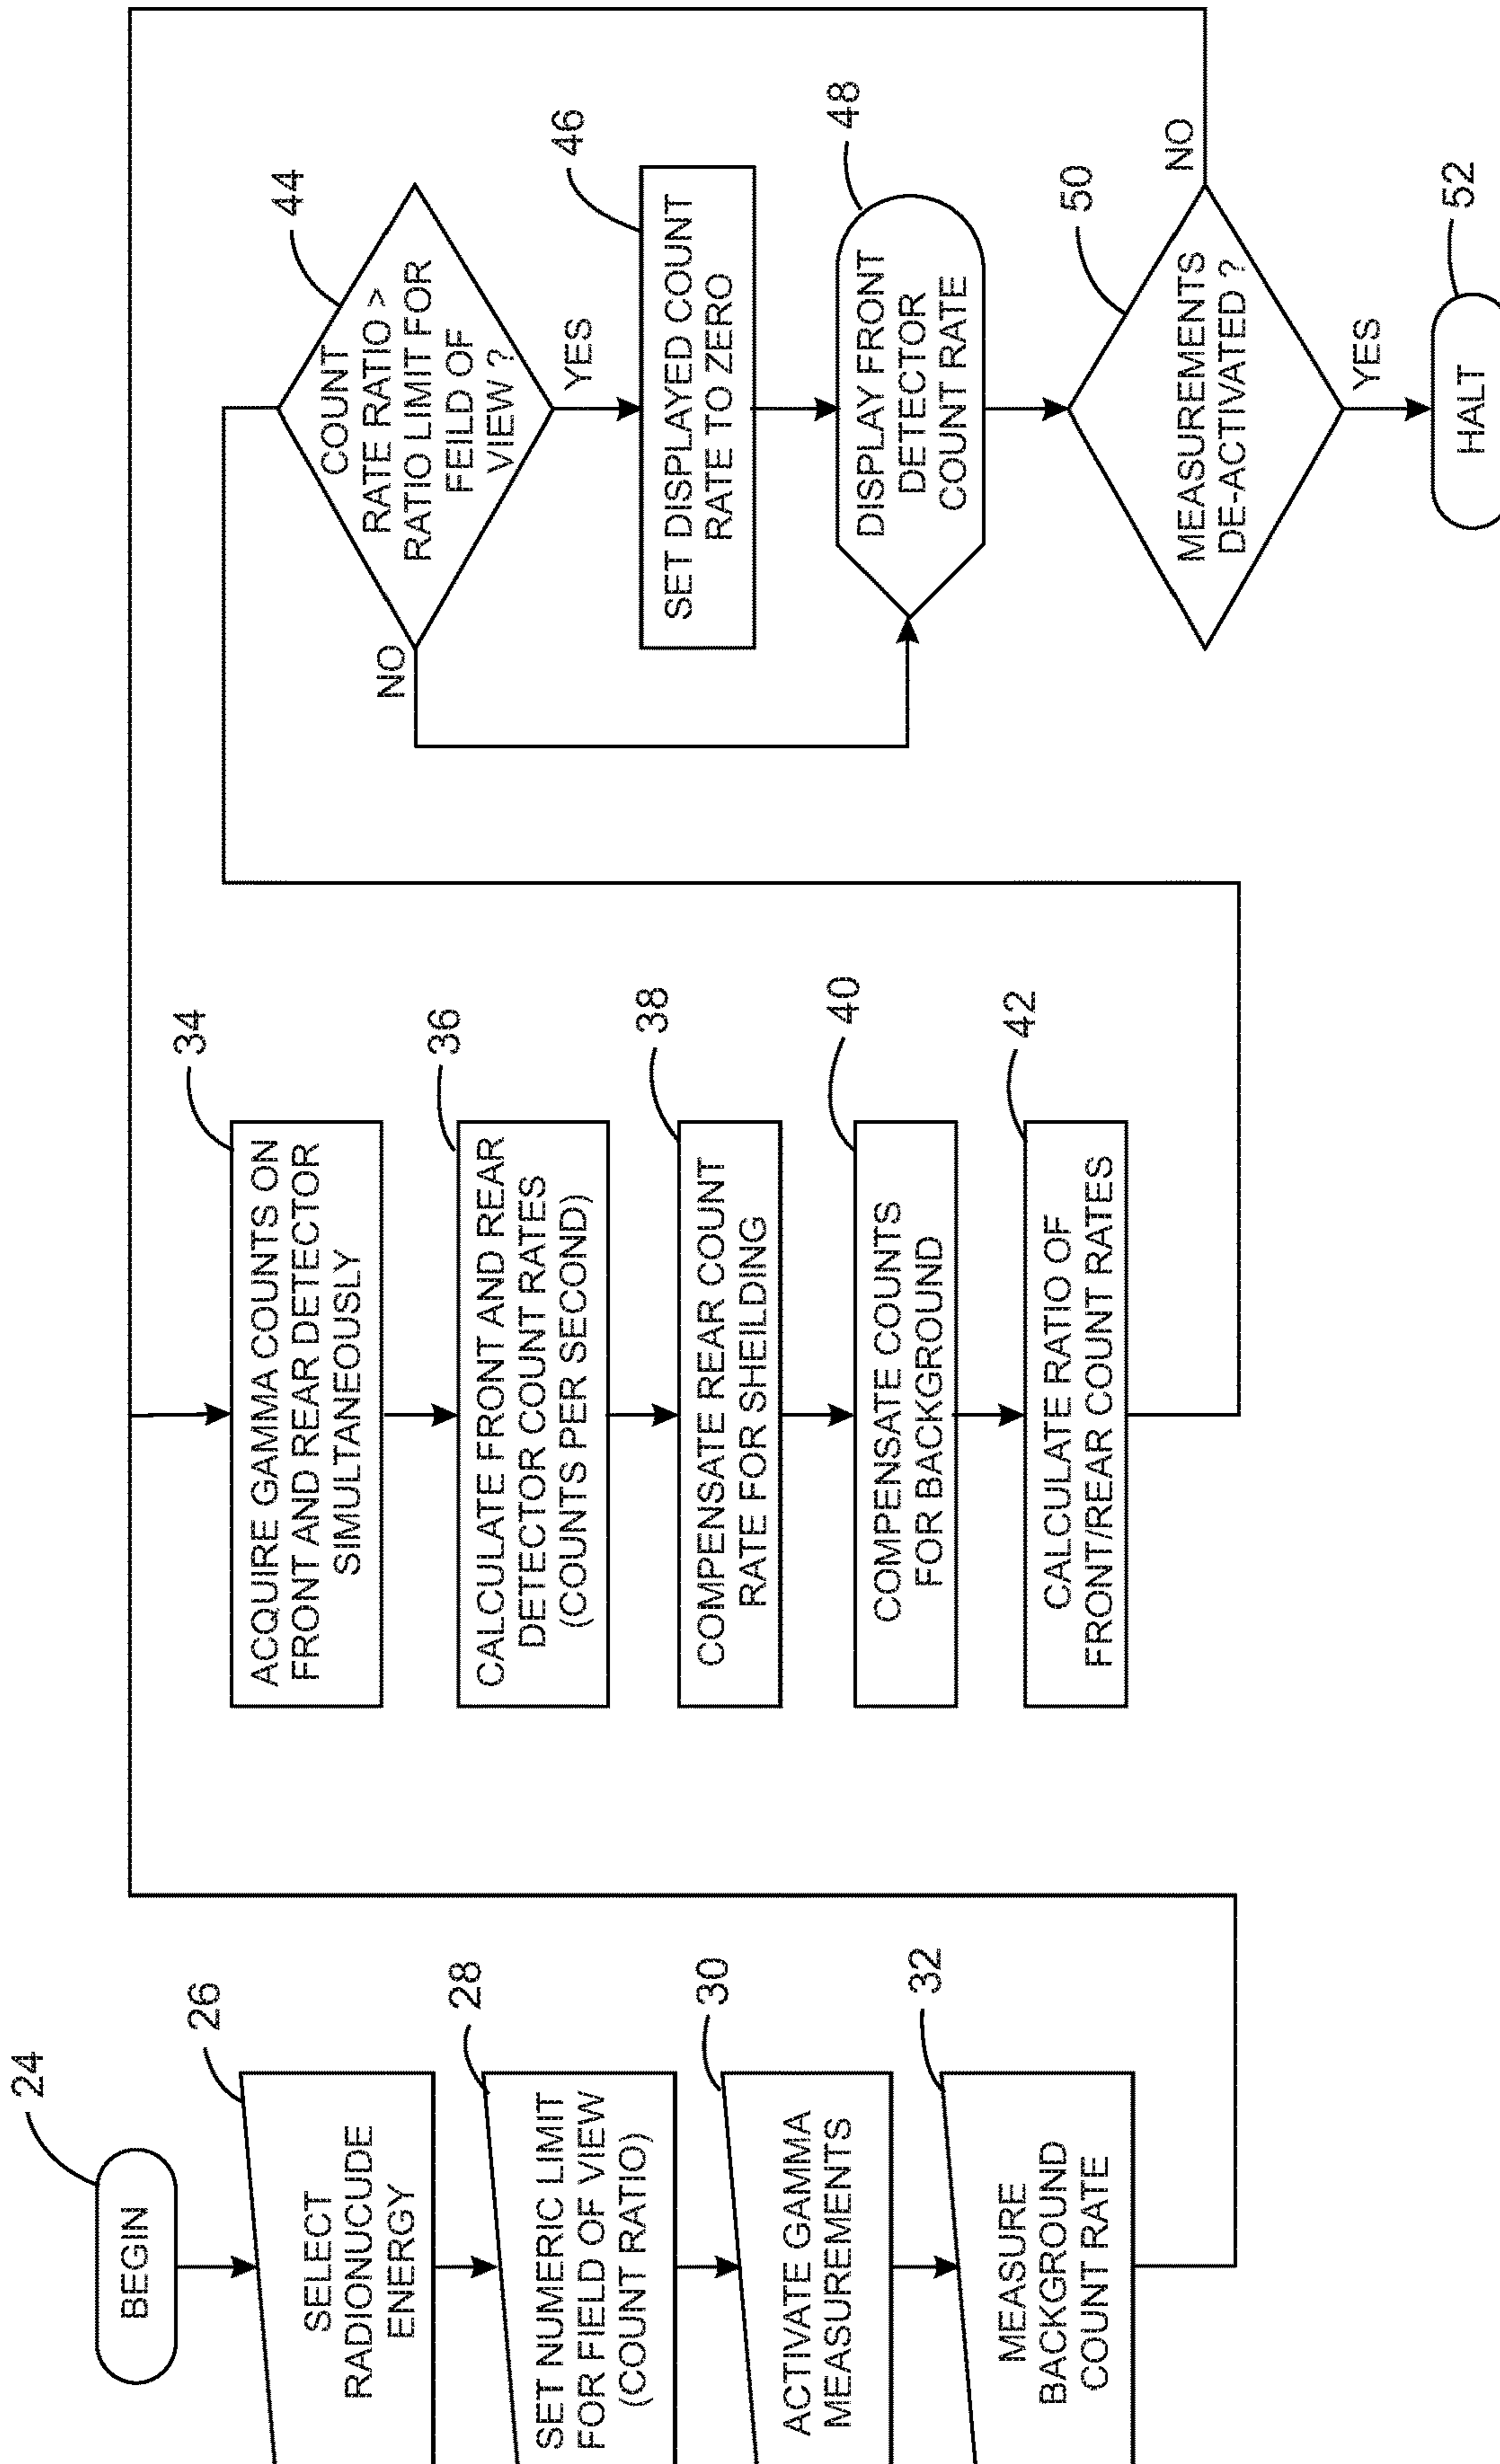 24
BEGIN
26
SELECT
RADIONUCUDE
ENERGY
28
SET NUMERIC LIMIT
FOR FIELD OF VIEW
(COUNT RATIO)
30
ACTIVATE GAMMA
MEASUREMENTS
32
MEASURE
BACKGROUND
COUNT RATE
34
ACQUIRE GAMMA COUNTS ON
FRONT AND REAR DETECTOR
SIMULTANEOUSLY
36
CALCULATE FRONT AND REAR
DETECTOR COUNT RATES
(COUNTS PER SECOND)
38
COMPENSATE REAR COUNT
RATE FOR SHEILDING
40
COMPENSATE COUNTS
FOR BACKGROUND
42
CALCULATE RATIO OF
FRONT/REAR COUNT RATES
44
COUNT
RATE RATIO >
RATIO LIMIT FOR
FEILD OF
VIEW ?
NO
YES
46
SET DISPLAYED COUNT
RATE TO ZERO
48
DISPLAY FRONT
DETECTOR
COUNT RATE
50
MEASUREMENTS
DE-ACTIVATED ?
NO
YES
52
HALT